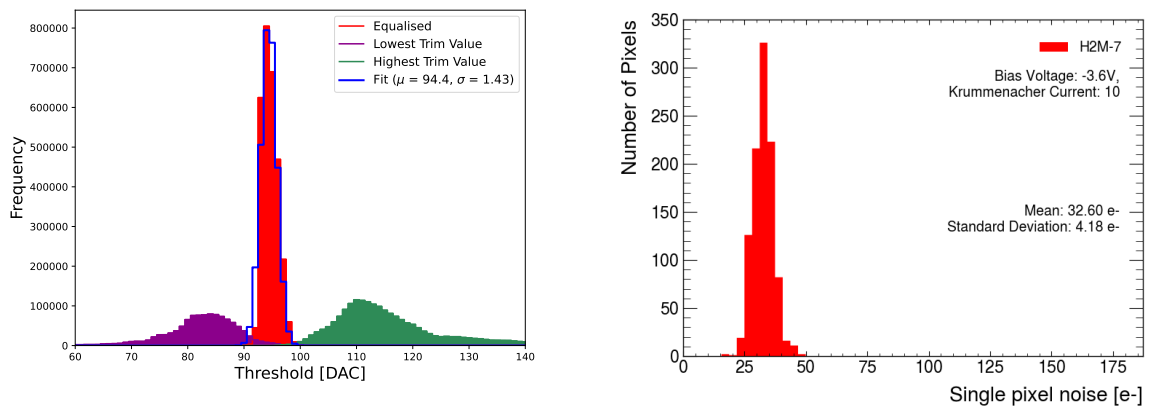 Equalised
Lowest Trim Value
Highest Trim Value
Fit (μ = 94.4, σ = 1.43)
800000
700000
600000
500000
400000
300000
200000
100000
0
Frequency
60 70 80 90 100 110 120 130 140
Threshold [DAC]
H2M-7
Bias Voltage: -3.6V,
Krummenacher Current: 10
Mean: 32.60 e-
Standard Deviation: 4.18 e-
350
300
250
200
150
100
50
0
Number of Pixels
0 25 50 75 100 125 150 175
Single pixel noise [e-]